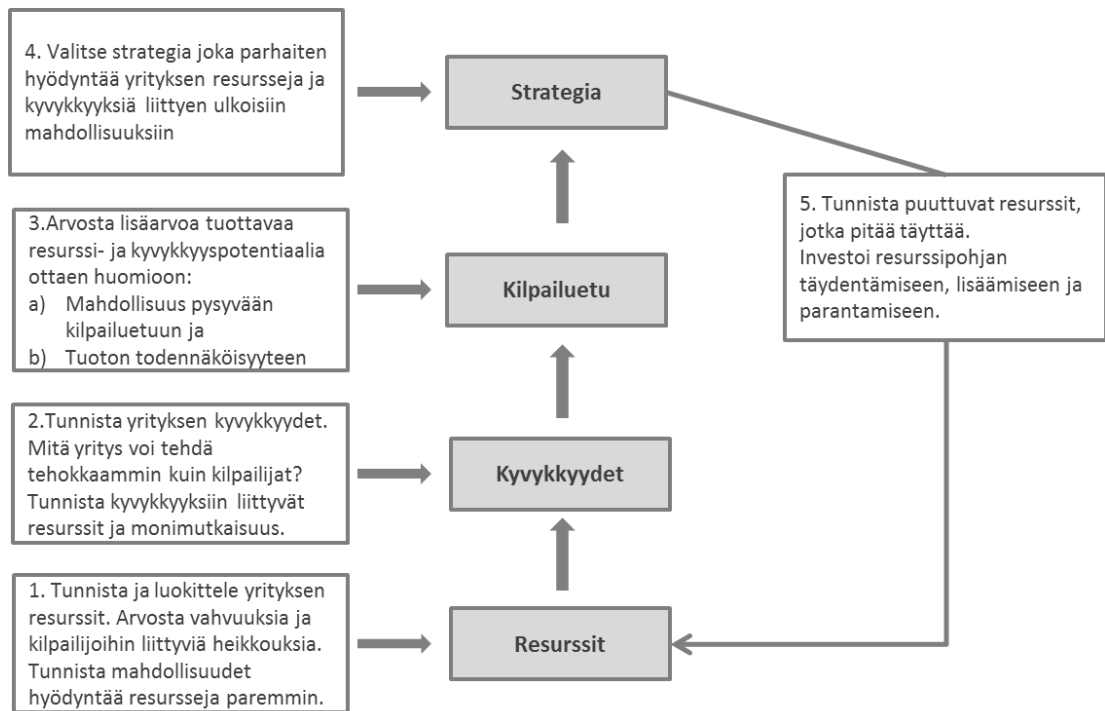 4. Valitse strategia joka parhaiten
hyödyntää yrityksen resursseja ja
kyvykkyyksiä liittyen ulkoisiin
mahdollisuuksiin
Strategia
5. Tunnista puuttuvat resurssit,
jotka pitää täyttää.
Investoi resurssipohjan
täydentämiseen, lisäämiseen ja
parantamiseen.
3.Arvosta lisäarvoa tuottavaa
resurssi- ja kyvykkyyspotentiaalia
ottaen huomioon:
a) Mahdollisuus pysyvään
kilpailuetuun ja
b) Tuoton todennäköisyyteen
Kilpailuetu
2.Tunnista yrityksen kyvykkyydet.
Mitä yritys voi tehdä
tehokkaammin kuin kilpailijat?
Tunnista kyvykkyyksiin liittyvät
resurssit ja monimutkaisuus.
Kyvykkyydet
1. Tunnista ja luokittele yrityksen
resurssit. Arvosta vahvuuksia ja
kilpailijoihin liittyviä heikkouksia.
Tunnista mahdollisuudet
hyödyntää resursseja paremmin.
Resurssit